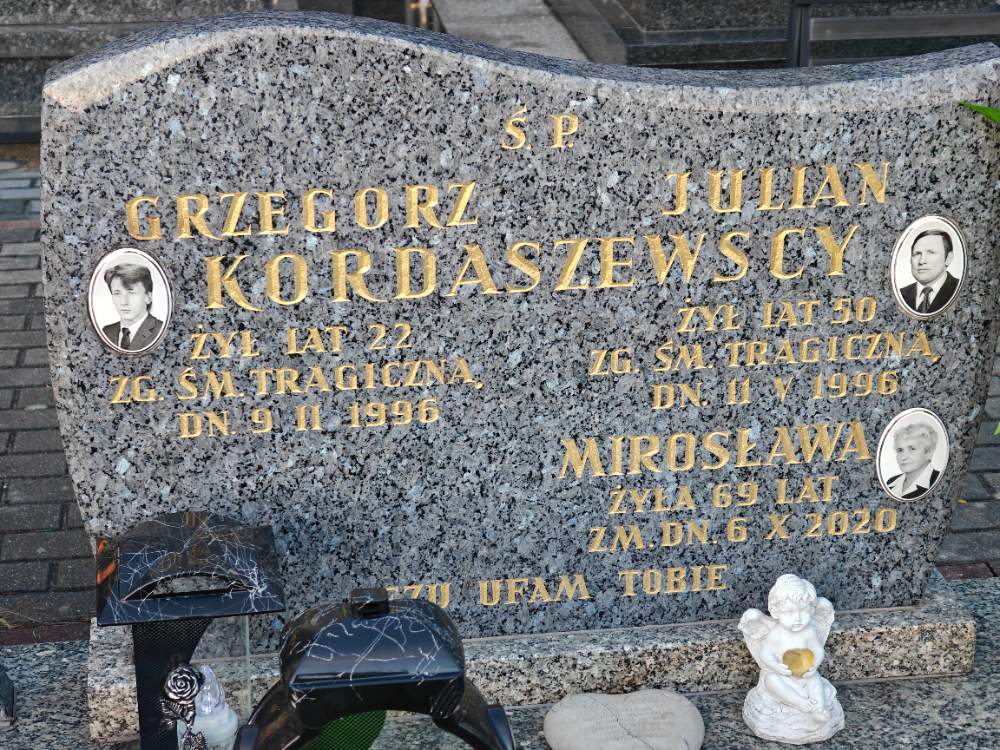 Ś. P.
GRZEGORZ
JULIAN
KORDASZEWSCY
ŻYŁ LAT 22
ZG. ŚM. TRAGICZNĄ
DN. 9 II 1996
ŻYŁ LAT 50
ZG. ŚM. TRAGICZNĄ
DN. 11 V 1996
MIROSŁAWA
ŻYŁA 69 LAT
ZM. DN. 6 X 2020
UFAM TOBIE